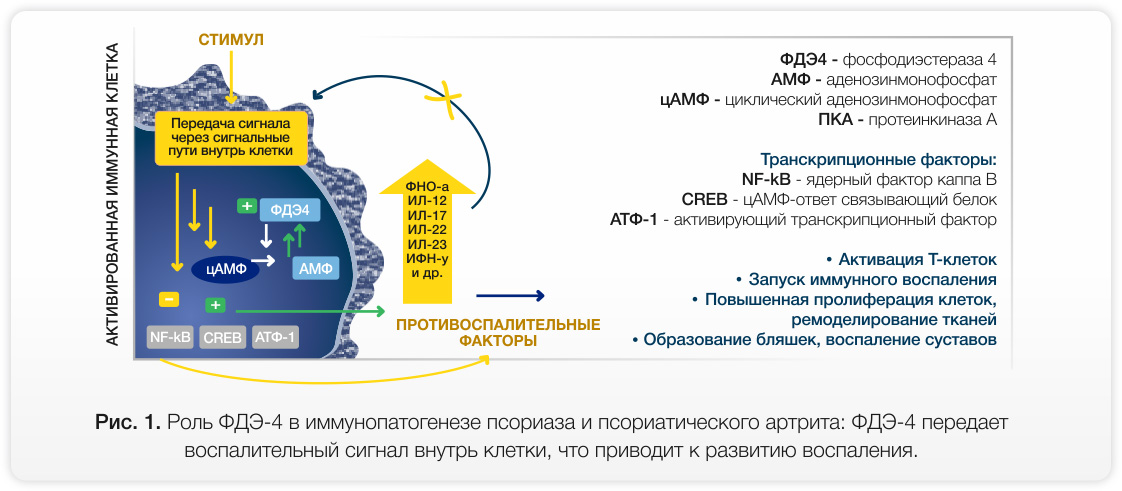 АКТИВИРОВАННАЯ ИММУННАЯ КЛЕТКА
СТИМУЛ
Передача сигнала
через сигнальные
пути внутрь клетки
+
ФДЭ4
цАМФ
АМФ
–
+
NF-kB
CREB
АТФ-1
ФНО-а
ИЛ-12
ИЛ-17
ИЛ-22
ИЛ-23
ИФН-y
и др.
ПРОТИВОСПАЛИТЕЛЬНЫЕ
ФАКТОРЫ
ФДЭ4 - фосфодиэстераза 4
АМФ - аденозинмонофосфат
цАМФ - циклический аденозинмонофосфат
ПКА - протеинкиназа А
Транскрипционные факторы:
NF-kB - ядерный фактор каппа В
CREB - цАМФ-ответ связывающий белок
АТФ-1 - активирующий транскрипционный фактор
• Активация Т-клеток
• Запуск иммунного воспаления
• Повышенная пролиферация клеток,
ремоделирование тканей
• Образование бляшек, воспаление суставов
Рис. 1. Роль ФДЭ-4 в иммунопатогенезе псориаза и псориатического артрита: ФДЭ-4 передает
воспалительный сигнал внутрь клетки, что приводит к развитию воспаления.